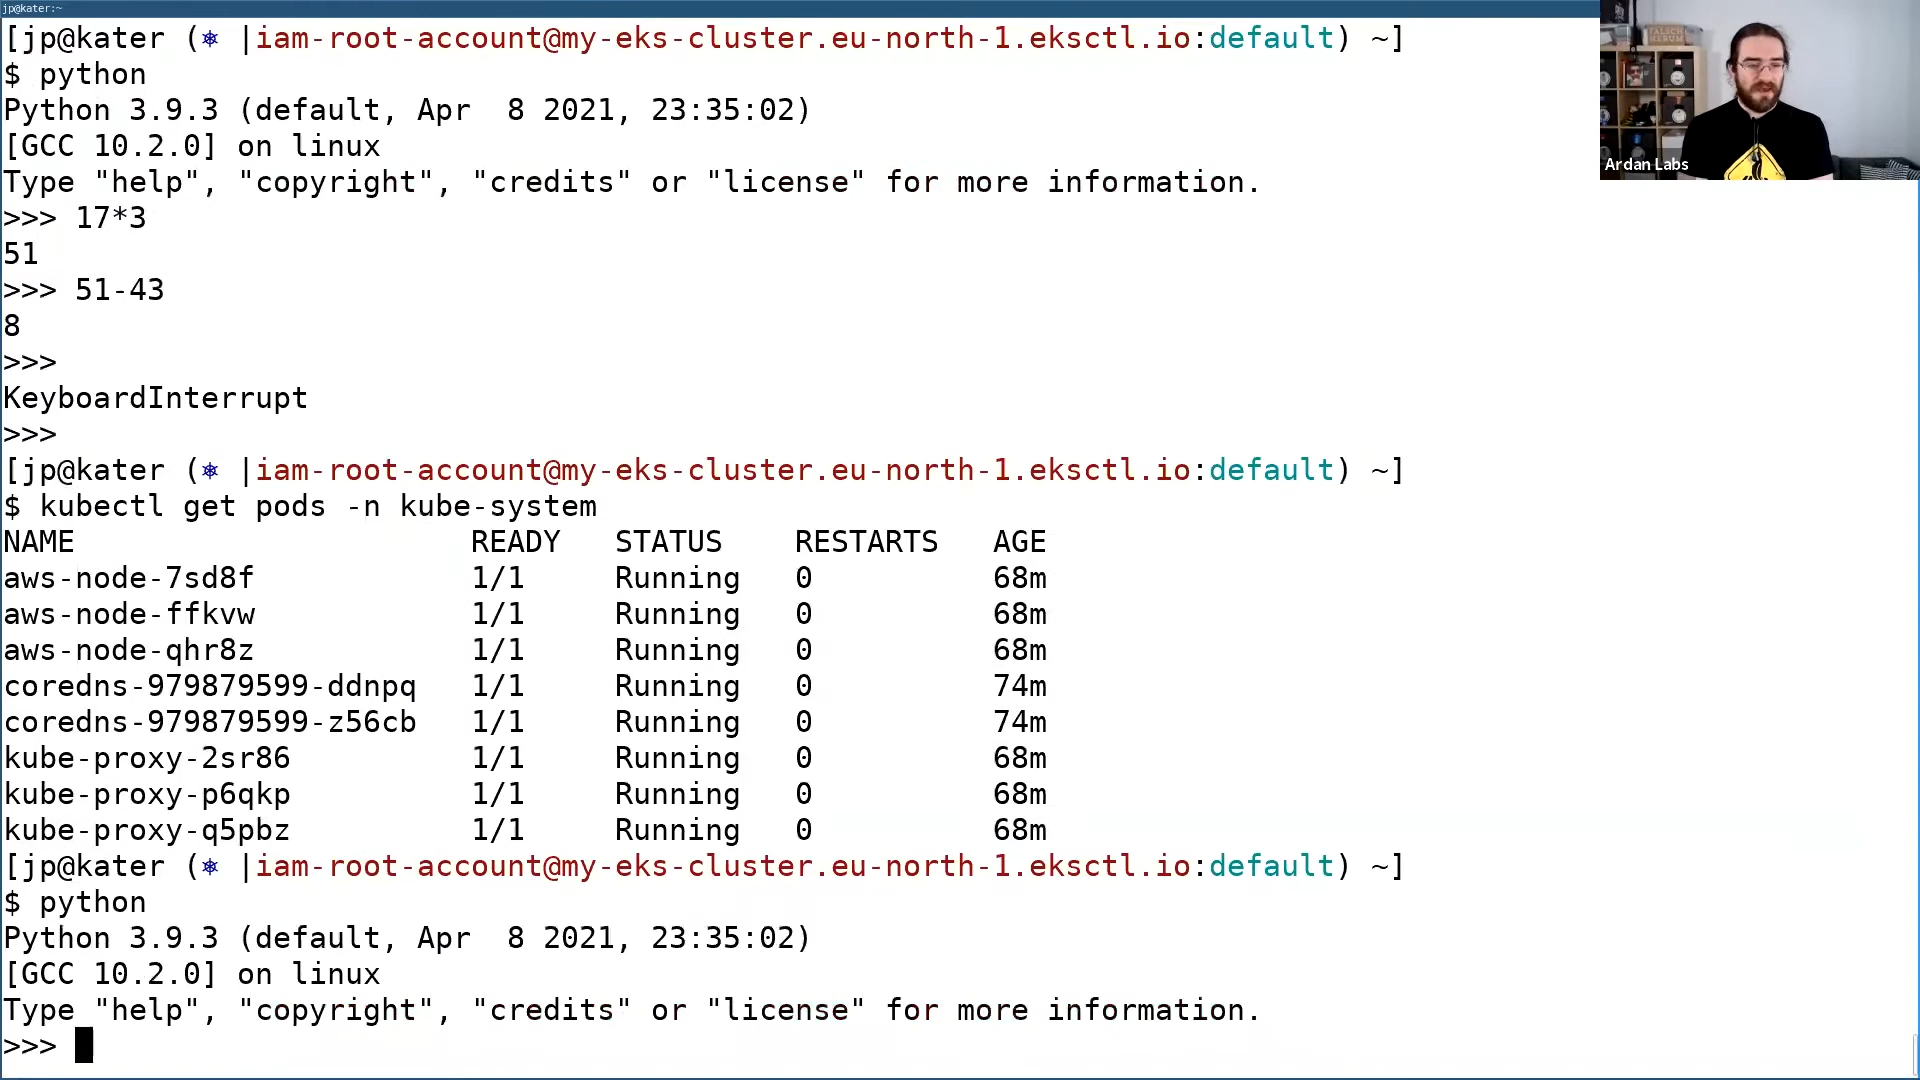 jp@kater:~
[jp@kater (⎈ |iam-root-account@my-eks-cluster.eu-north-1.eksctl.io:default) ~]
$ python
Python 3.9.3 (default, Apr  8 2021, 23:35:02)
[GCC 10.2.0] on linux
Type "help", "copyright", "credits" or "license" for more information.
>>> 17*3
51
>>> 51-43
8
>>>
KeyboardInterrupt
>>>
[jp@kater (⎈ |iam-root-account@my-eks-cluster.eu-north-1.eksctl.io:default) ~]
$ kubectl get pods -n kube-system
NAME                      READY   STATUS    RESTARTS   AGE
aws-node-7sd8f            1/1     Running   0          68m
aws-node-ffkvw            1/1     Running   0          68m
aws-node-qhr8z            1/1     Running   0          68m
coredns-979879599-ddnpq   1/1     Running   0          74m
coredns-979879599-z56cb   1/1     Running   0          74m
kube-proxy-2sr86          1/1     Running   0          68m
kube-proxy-p6qkp          1/1     Running   0          68m
kube-proxy-q5pbz          1/1     Running   0          68m
[jp@kater (⎈ |iam-root-account@my-eks-cluster.eu-north-1.eksctl.io:default) ~]
$ python
Python 3.9.3 (default, Apr  8 2021, 23:35:02)
[GCC 10.2.0] on linux
Type "help", "copyright", "credits" or "license" for more information.
>>>
Ardan Labs